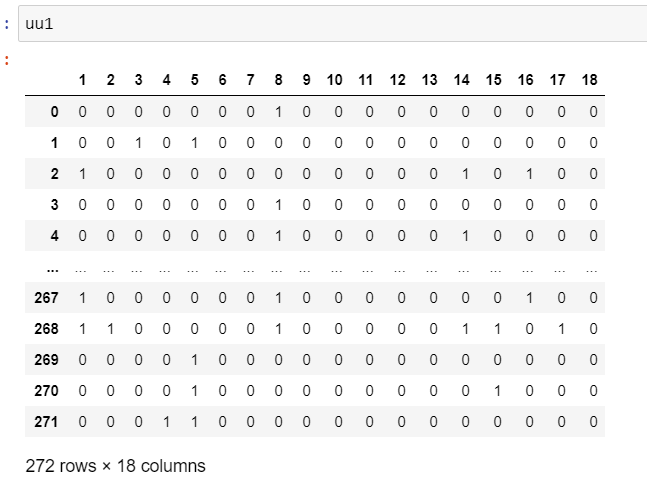 : uu1
:
1 2 3 4 5 6 7 8 9 10 11 12 13 14 15 16 17 18
0 0 0 0 0 0 0 0 1 0 0 0 0 0 0 0 0 0 0
1 0 0 1 0 1 0 0 0 0 0 0 0 0 0 0 0 0 0
2 1 0 0 0 0 0 0 0 0 0 0 0 0 1 0 1 0 0
3 0 0 0 0 0 0 0 1 0 0 0 0 0 0 0 0 0 0
4 0 0 0 0 0 0 0 1 0 0 0 0 0 1 0 0 0 0
... ... ... ... ... ... ... ... ... ... ... ... ... ... ... ... ... ... ...
267 1 0 0 0 0 0 0 1 0 0 0 0 0 0 0 1 0 0
268 1 1 0 0 0 0 0 1 0 0 0 0 0 1 1 0 1 0
269 0 0 0 0 1 0 0 0 0 0 0 0 0 0 0 0 0 0
270 0 0 0 0 1 0 0 0 0 0 0 0 0 0 1 0 0 0
271 0 0 0 1 1 0 0 0 0 0 0 0 0 0 0 0 0 0
272 rows × 18 columns